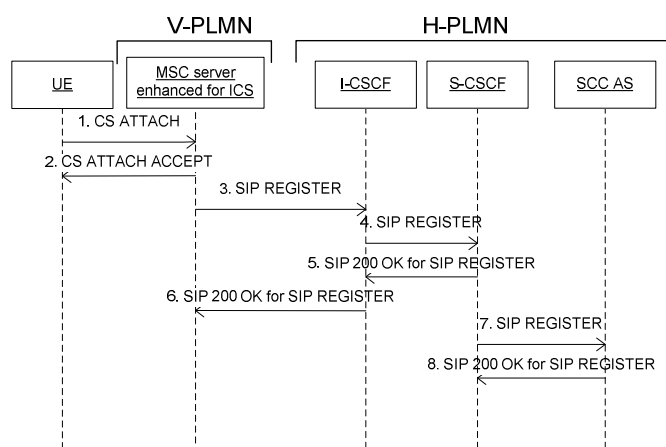 V-PLMN
H-PLMN
UE
MSC server
enhanced for ICS
I-CSCF
S-CSCF
SCC AS
1. CS ATTACH
2. CS ATTACH ACCEPT
3. SIP REGISTER
4. SIP REGISTER
5. SIP 200 OK for SIP REGISTER
6. SIP 200 OK for SIP REGISTER
7. SIP REGISTER
8. SIP 200 OK for SIP REGISTER